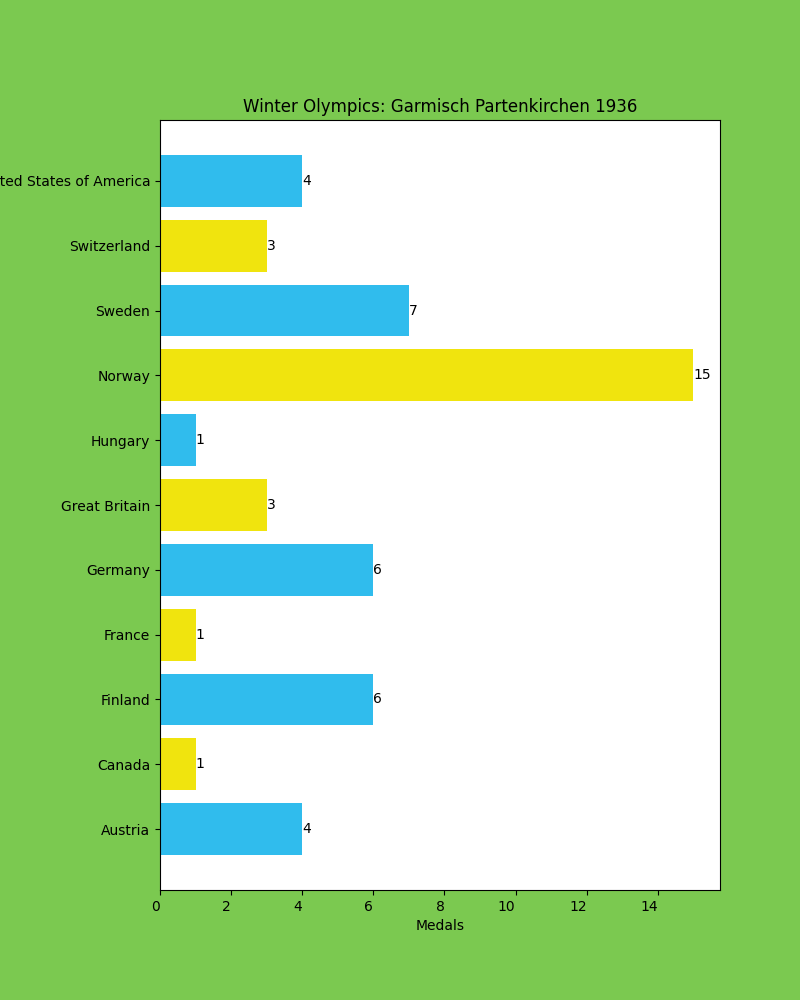 Winter Olympics: Garmisch Partenkirchen 1936
ted States of America
4
Switzerland
3
Sweden
7
Norway
15
Hungary
1
Great Britain
3
Germany
6
France
1
Finland
6
Canada
1
Austria
4
0 2 4 6 8 10 12 14
Medals